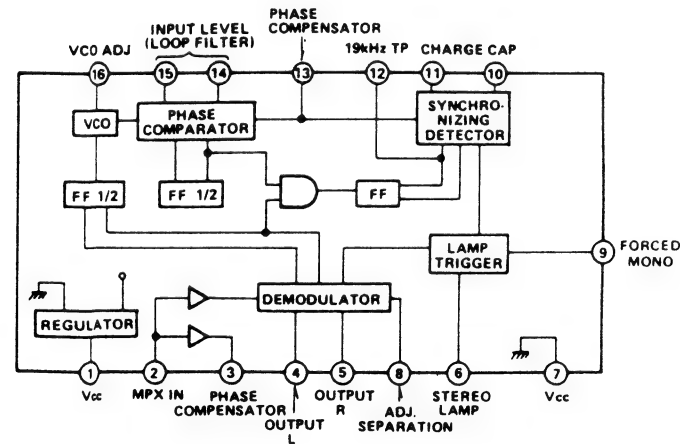 PHASE
COMPENSATOR
INPUT LEVEL
(LOOP FILTER)
VCO ADJ
19kHz TP
CHARGE CAP
16
15
14
13
12
11
10
VCO
PHASE
COMPARATOR
SYNCHRO-
NIZING
DETECTOR
FF 1/2
FF 1/2
FF
LAMP
TRIGGER
9
FORCED
MONO
REGULATOR
DEMODULATOR
1
2
3
4
5
8
6
7
Vcc
MPX IN
PHASE
COMPENSATOR
OUTPUT
L
OUTPUT
R
ADJ.
SEPARATION
STEREO
LAMP
Vcc